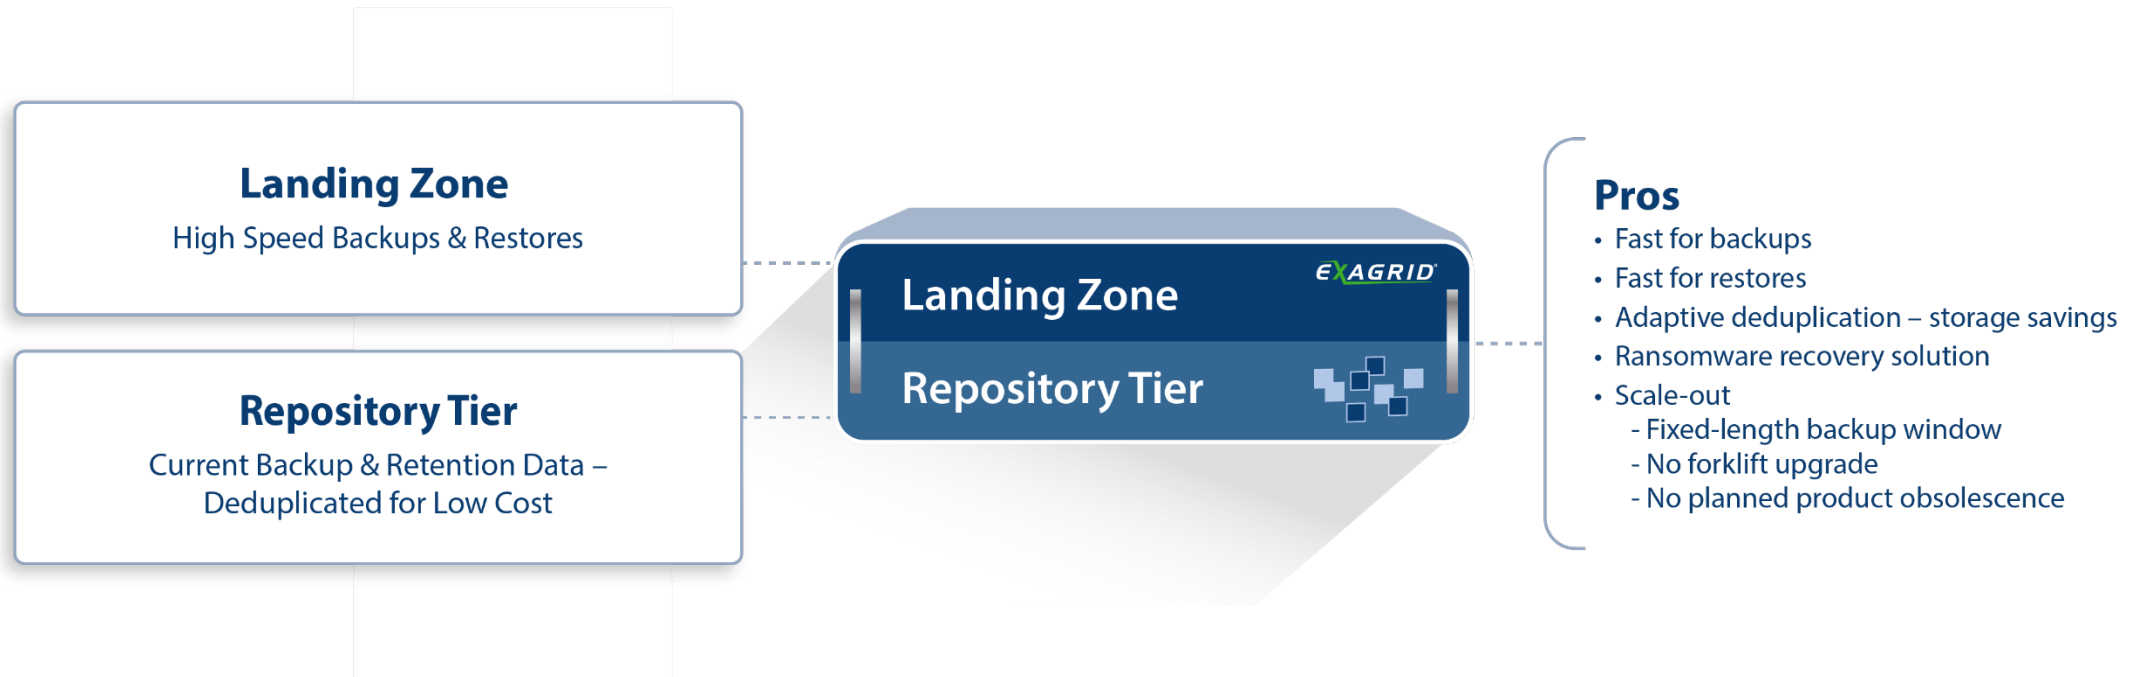 Landing Zone
High Speed Backups & Restores
Repository Tier
Current Backup & Retention Data –
Deduplicated for Low Cost
EXAGRID
Landing Zone
Repository Tier
Pros
• Fast for backups
• Fast for restores
• Adaptive deduplication – storage savings
• Ransomware recovery solution
• Scale-out
- Fixed-length backup window
- No forklift upgrade
- No planned product obsolescence